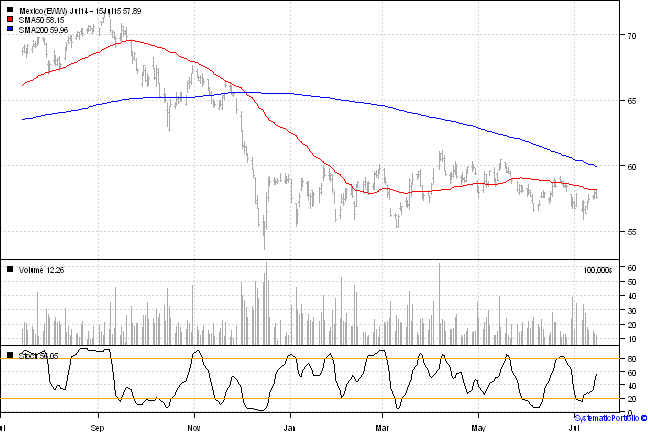 Mexico(EWW) Jul14 - 15Jul15 57.89
SMA50 58.15
SMA200 59.96
70
65
60
55
Volume 12.26
100,000s
60
50
40
30
20
10
80
60
40
20
0
Sep
Nov
Jan
Mar
May
Jul
SystematicPortfolio ©